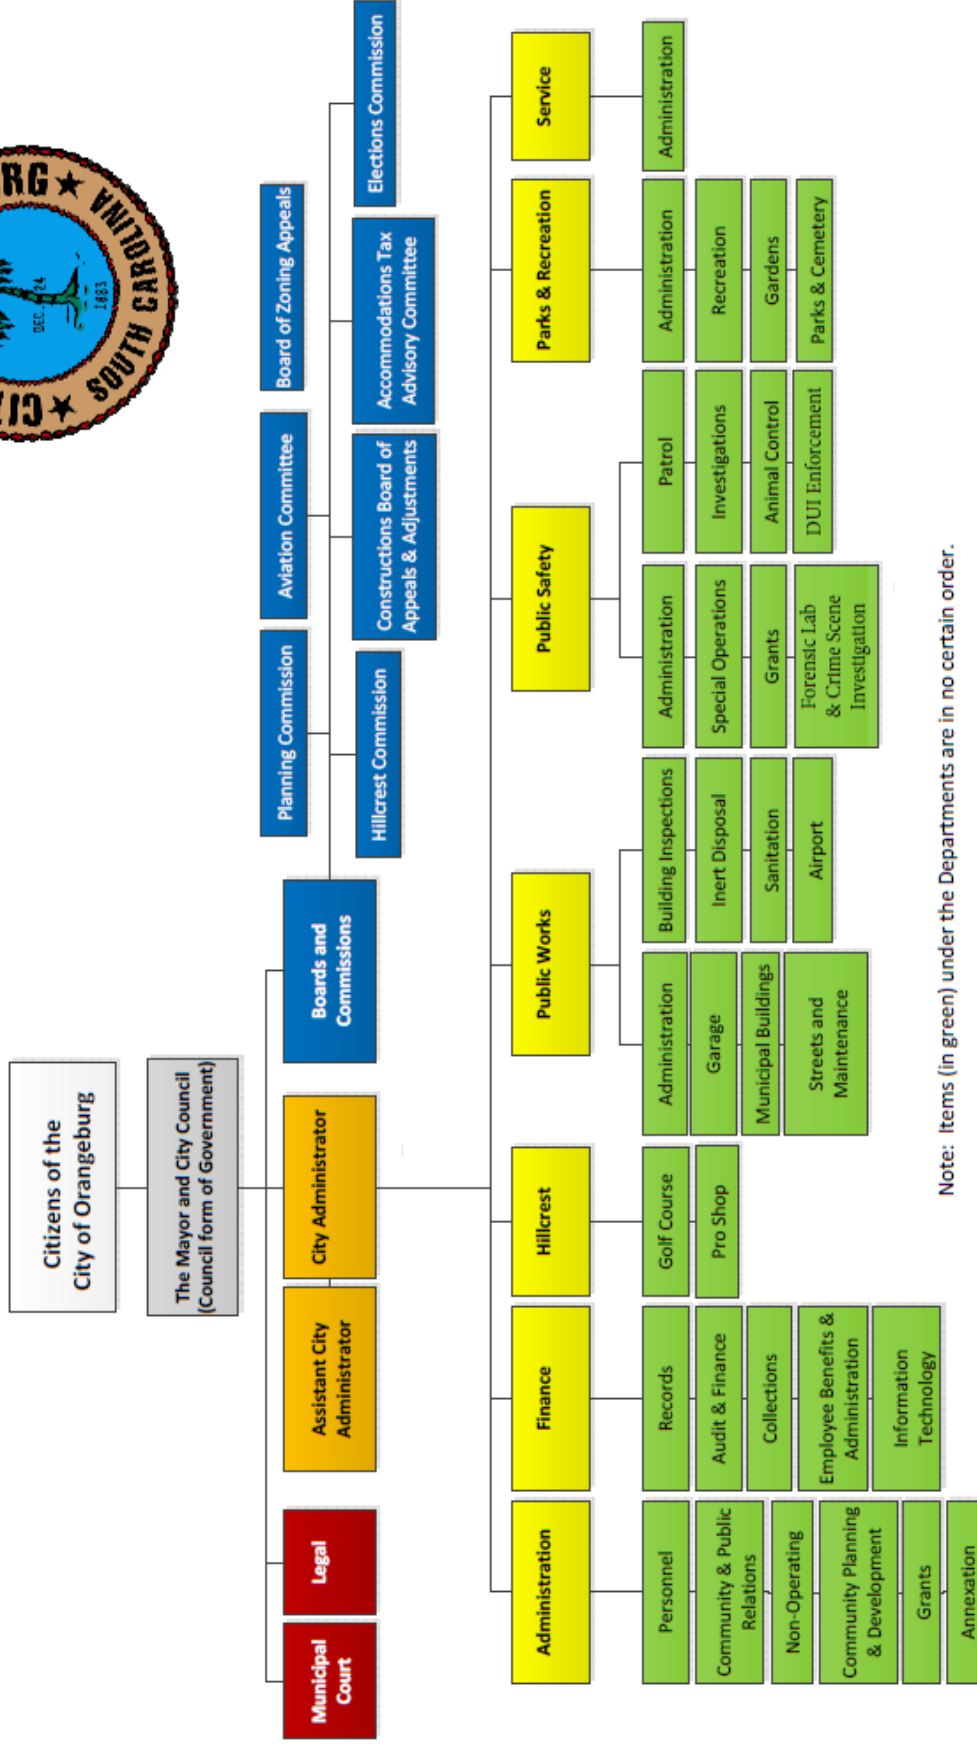 Citizens of the
City of Orangeburg
RG ★
SOUTH CAROLINA
DEC. 24
1883
The Mayor and City Council
(Council form of Government)
Municipal
Court
Legal
Assistant City
Administrator
City Administrator
Boards and
Commissions
Planning Commission
Aviation Committee
Board of Zoning Appeals
Hillcrest Commission
Constructions Board of
Appeals & Adjustments
Accommodations Tax
Advisory Committee
Elections Commission
Administration
Finance
Hillcrest
Public Works
Public Safety
Parks & Recreation
Service
Personnel
Community & Public
Relations
Non-Operating
Community Planning
& Development
Grants
Annexation
Records
Audit & Finance
Collections
Employee Benefits &
Administration
Information
Technology
Golf Course
Pro Shop
Administration
Garage
Municipal Buildings
Streets and
Maintenance
Building Inspections
Inert Disposal
Sanitation
Airport
Administration
Special Operations
Grants
Forensic Lab
& Crime Scene
Investigation
Patrol
Investigations
Animal Control
DUI Enforcement
Administration
Recreation
Gardens
Parks & Cemetery
Administration
Note: Items (in green) under the Departments are in no certain order.